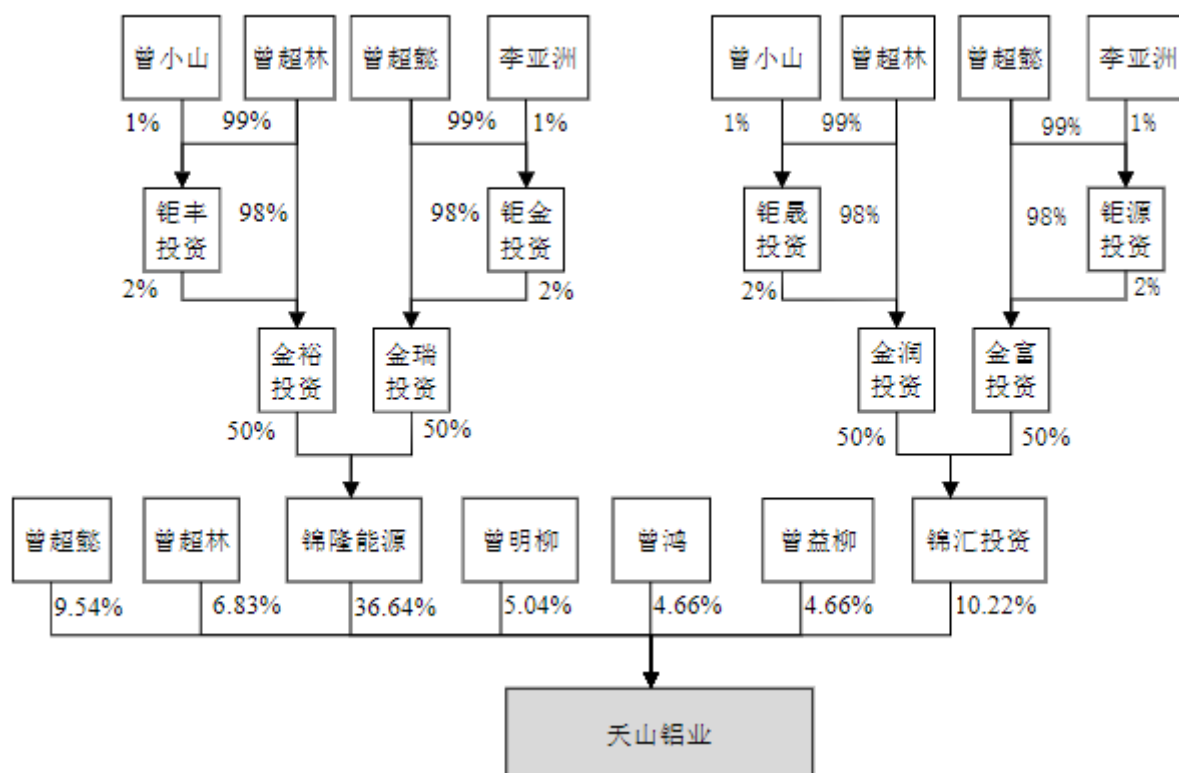 曾小山
曾超林
曾超懿
李亚洲
曾小山
曾超林
曾超懿
李亚洲
1%
99%
99%
1%
1%
99%
99%
1%
钜丰
投资
98%
98%
钜金
投资
钜晟
投资
98%
98%
钜源
投资
2%
2%
2%
2%
金裕
投资
金瑞
投资
金润
投资
金富
投资
50%
50%
50%
50%
曾超懿
曾超林
锦隆能源
曾明柳
曾鸿
曾益柳
锦汇投资
9.54%
6.83%
36.64%
5.04%
4.66%
4.66%
10.22%
天山铝业